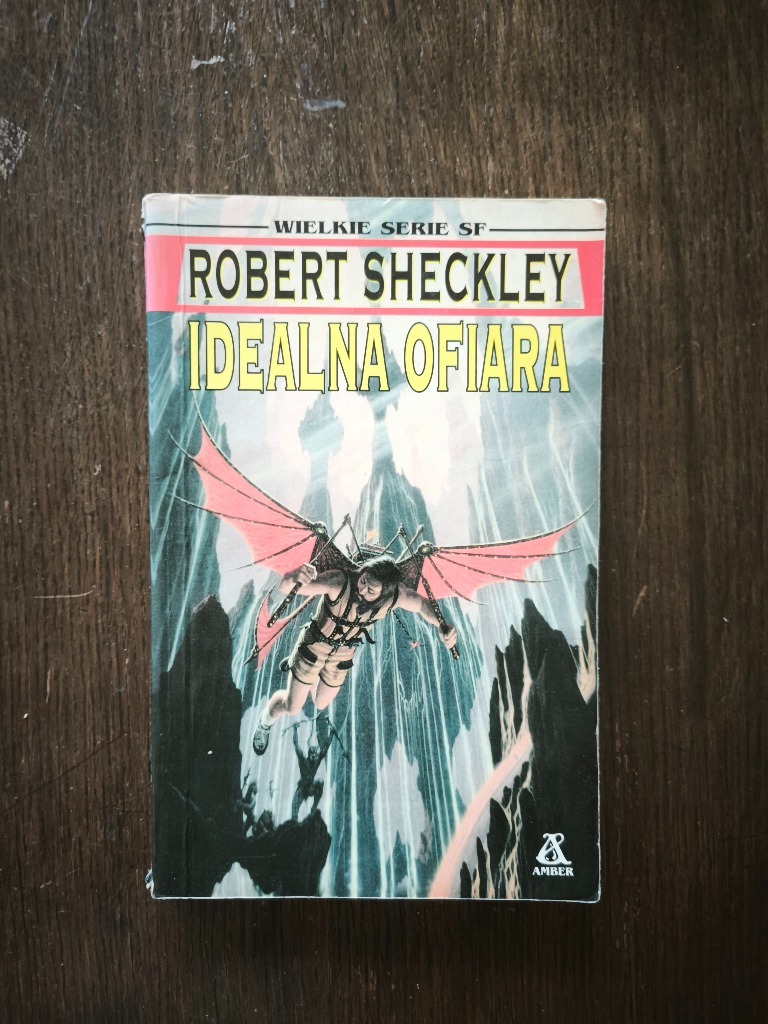 WIELKIE SERIE SF
ROBERT SHECKLEY
IDEALNA OFIARA
AMBER